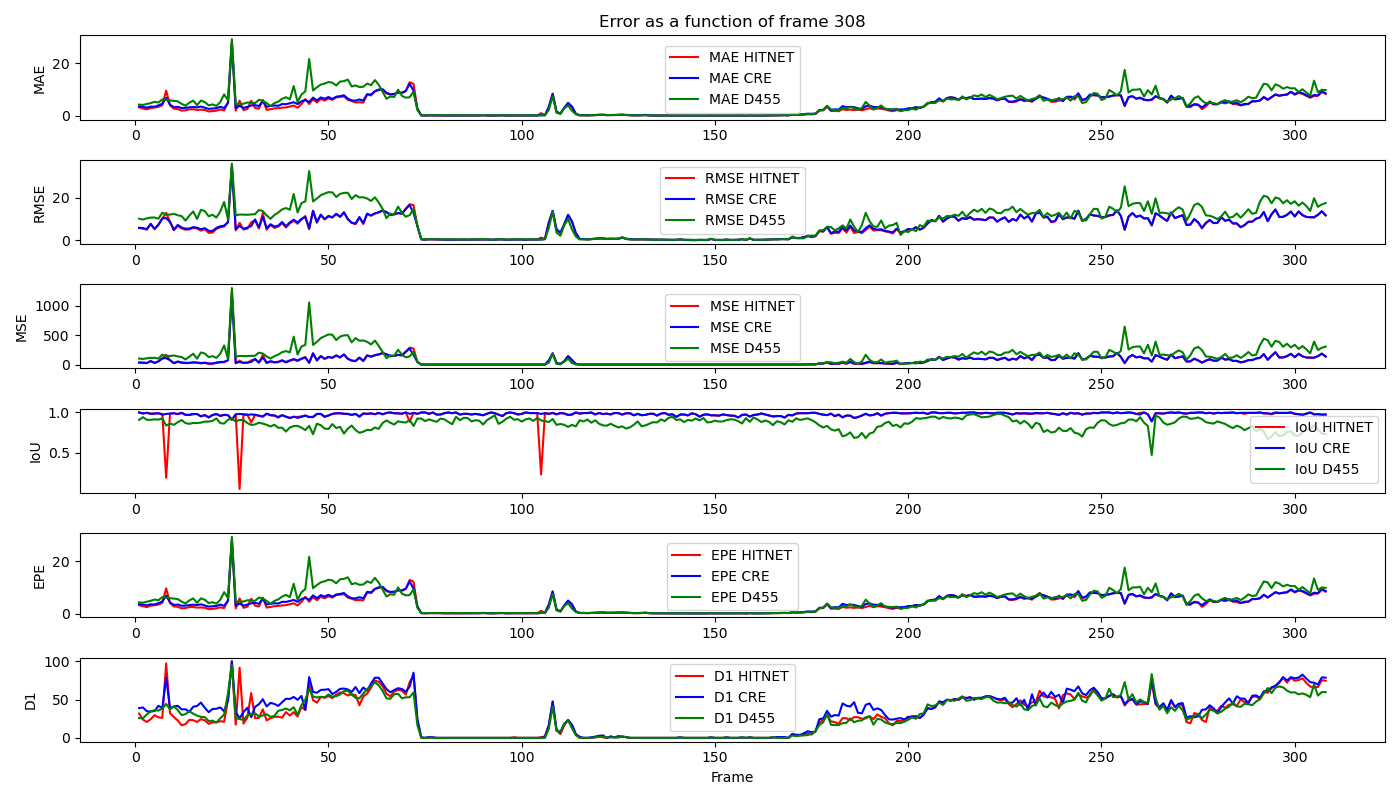 Error as a function of frame 308
MAE
20
0
MAE HITNET
MAE CRE
MAE D455
0 50 100 150 200 250 300
RMSE
20
0
RMSE HITNET
RMSE CRE
RMSE D455
0 50 100 150 200 250 300
MSE
1000
500
0
MSE HITNET
MSE CRE
MSE D455
0 50 100 150 200 250 300
IoU
1.0
0.5
IoU HITNET
IoU CRE
IoU D455
0 50 100 150 200 250 300
EPE
20
0
EPE HITNET
EPE CRE
EPE D455
0 50 100 150 200 250 300
D1
100
50
0
D1 HITNET
D1 CRE
D1 D455
0 50 100 150 200 250 300
Frame